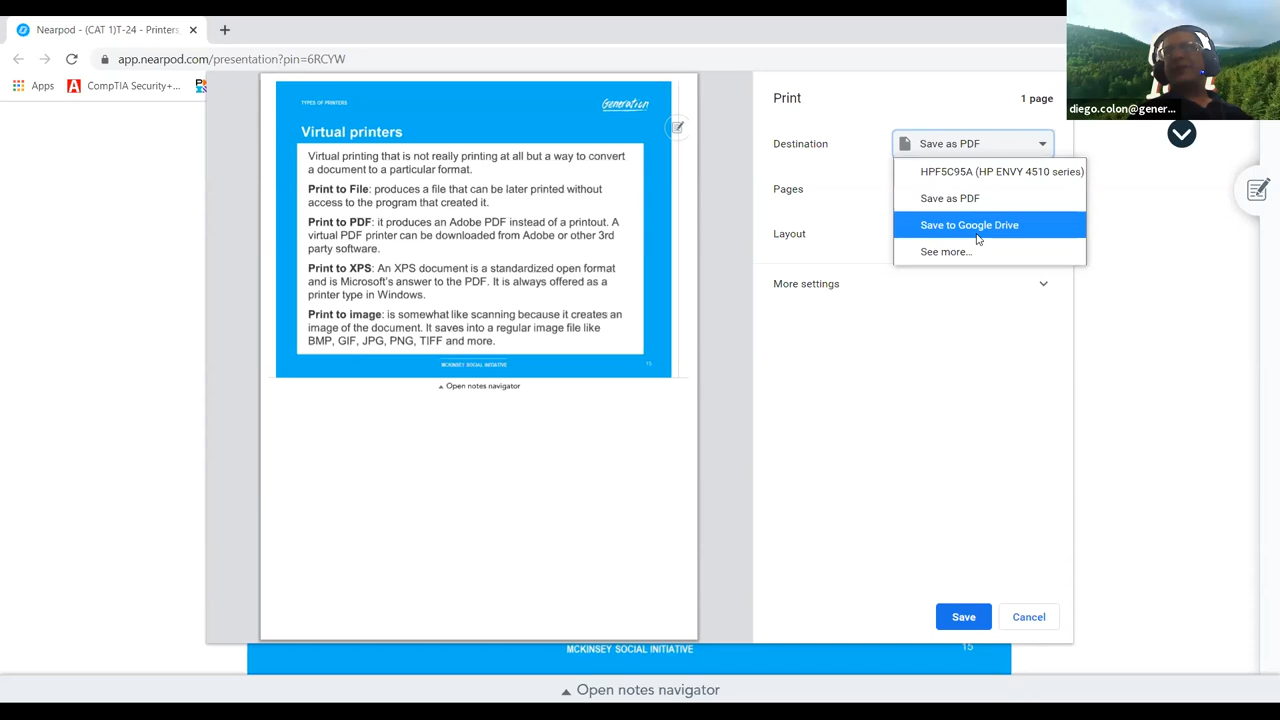 Nearpod - (CAT 1)T-24 - Printers
app.nearpod.com/presentation?pin=6RCYW
Apps
CompTIA Security+...
diego.colon@gener...
TYPES OF PRINTERS
Generation
Virtual printers
Virtual printing that is not really printing at all but a way to convert
a document to a particular format.
Print to File: produces a file that can be later printed without
access to the program that created it.
Print to PDF: it produces an Adobe PDF instead of a printout. A
virtual PDF printer can be downloaded from Adobe or other 3rd
party software.
Print to XPS: An XPS document is a standardized open format
and is Microsoft's answer to the PDF. It is always offered as a
printer type in Windows.
Print to image: is somewhat like scanning because it creates an
image of the document. It saves into a regular image file like
BMP, GIF, JPG, PNG, TIFF and more.
MCKINSEY SOCIAL INITIATIVE
15
Open notes navigator
Print
1 page
Destination
Save as PDF
HPF5C95A (HP ENVY 4510 series)
Save as PDF
Save to Google Drive
See more...
Pages
Layout
More settings
Save
Cancel
MCKINSEY SOCIAL INITIATIVE
15
Open notes navigator